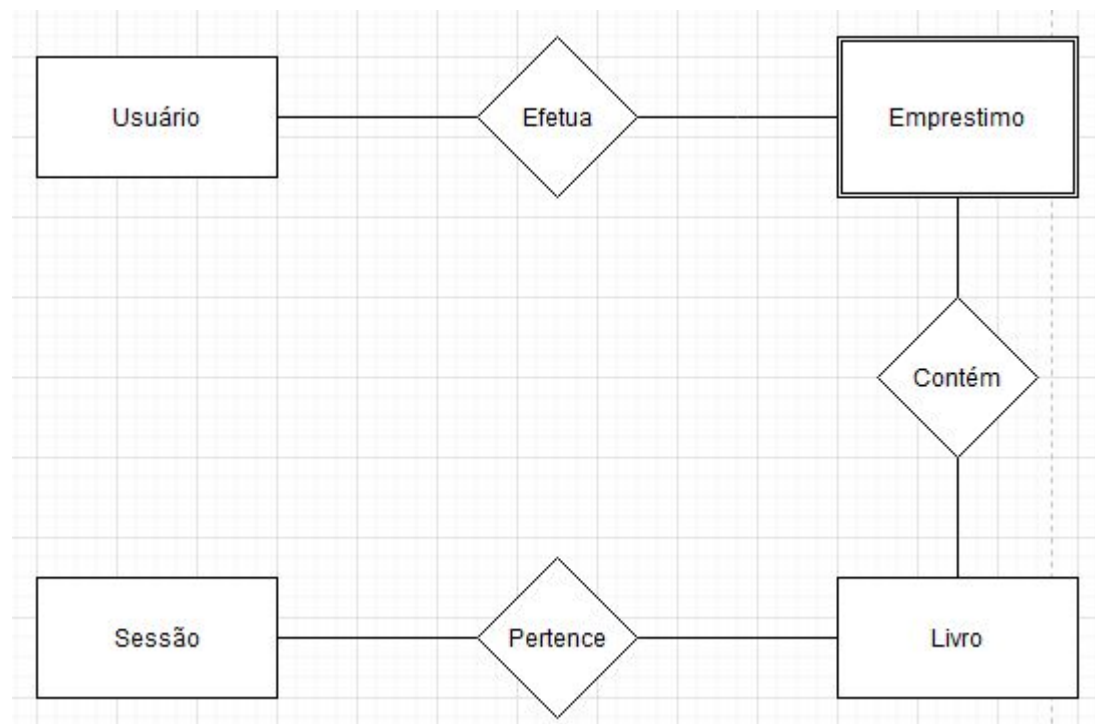 Usuário
Efetua
Emprestimo
Contém
Sessão
Pertence
Livro